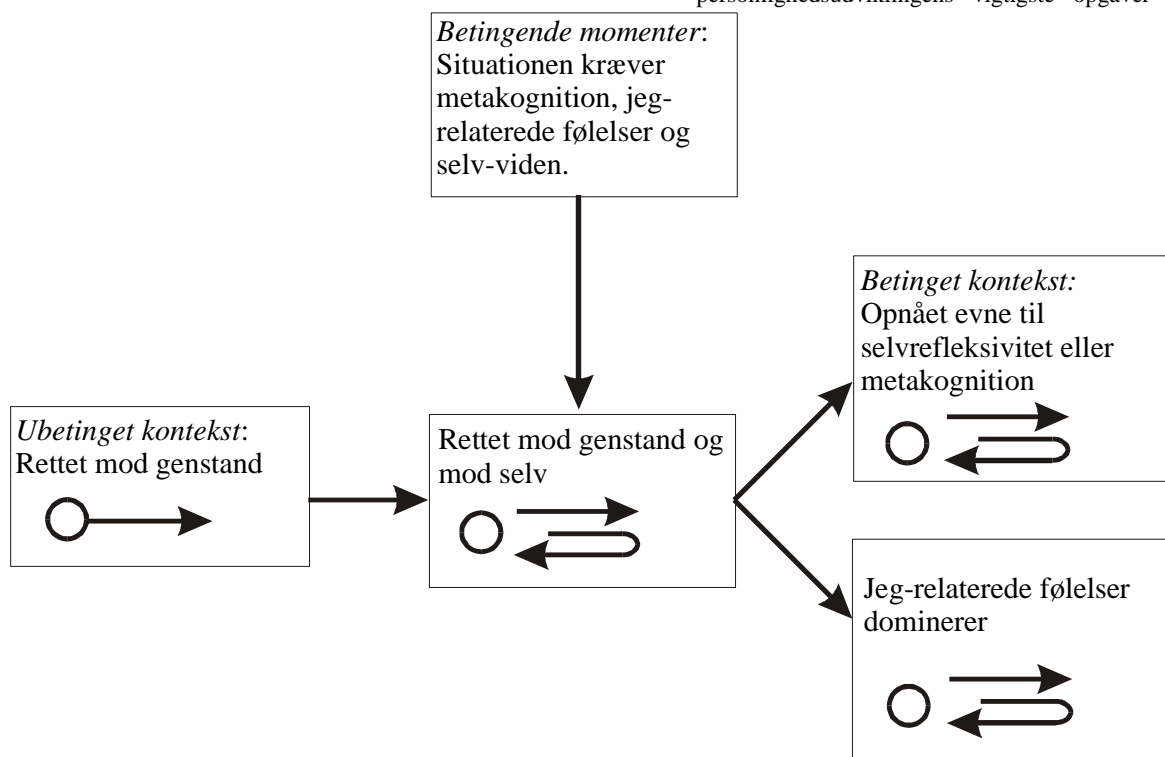 personlighedsudviklingens vigtigste opgaver
Betingende momenter:
Situationen kræver
metakognition, jeg-
relaterede følelser og
selv-viden.
Betinget kontekst:
Opnået evne til
selvrefleksivitet eller
metakognition
Ubetinget kontekst:
Rettet mod genstand
Rettet mod genstand og
mod selv
Jeg-relaterede følelser
dominerer